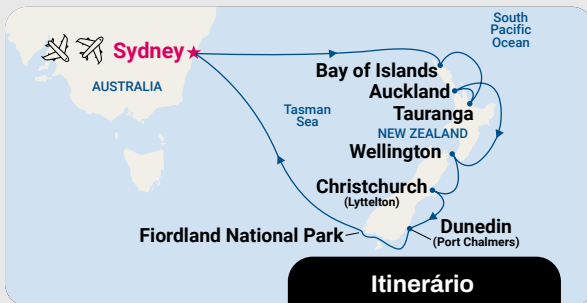 South
Pacific
Ocean
Sydney
AUSTRALIA
Bay of Islands
Auckland
Tasman
Sea
Tauranga
NEW ZEALAND
Wellington
Christchurch
(Lyttelton)
Fiordland National Park
Dunedin
(Port Chalmers)
Itinerário